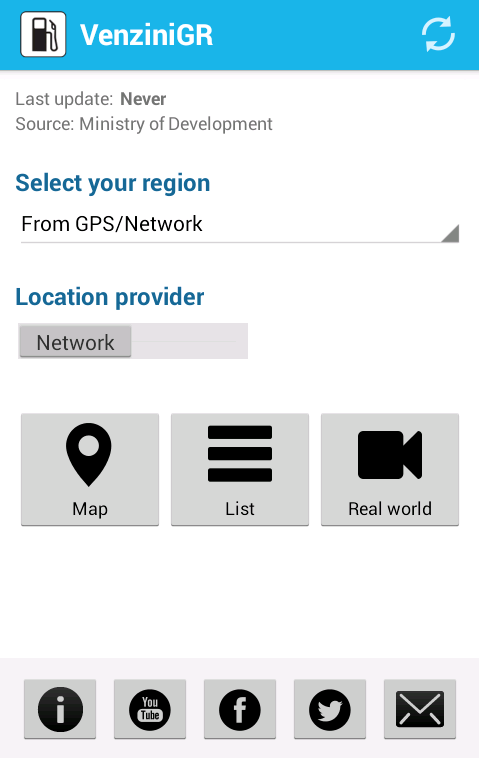 VenziniGR
Last update: Never
Source: Ministry of Development
Select your region
From GPS/Network
Location provider
Network
Map
List
Real world
You
Tube